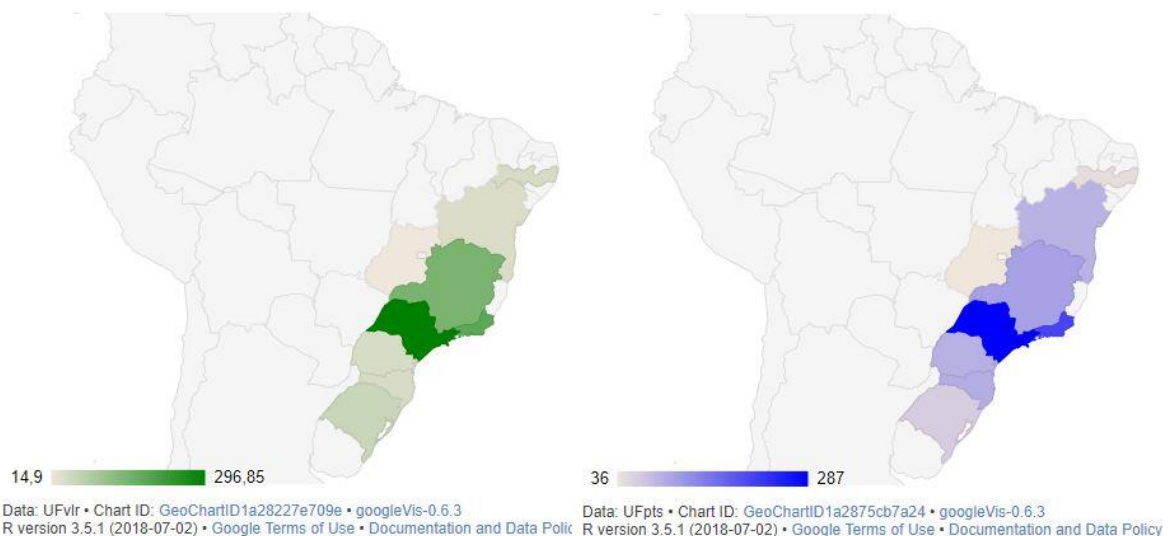 14,9 296,85
Data: UFvlr • Chart ID: GeoChartID1a28227e709e • googleVis-0.6.3
R version 3.5.1 (2018-07-02) • Google Terms of Use • Documentation and Data Polic
36 287
Data: UFpts • Chart ID: GeoChartID1a2875cb7a24 • googleVis-0.6.3
R version 3.5.1 (2018-07-02) • Google Terms of Use • Documentation and Data Policy